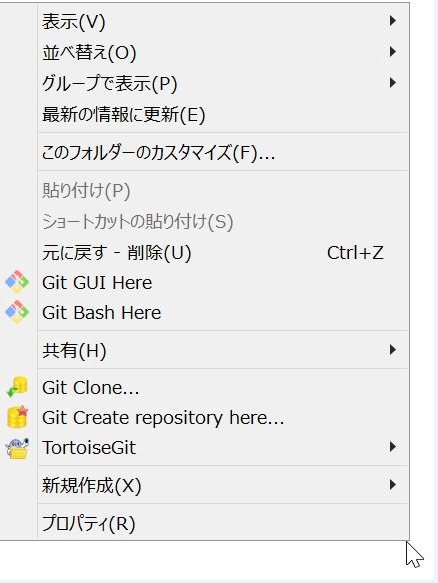 表示(V)
並べ替え(O)
グループで表示(P)
最新の情報に更新(E)
このフォルダーのカスタマイズ(F)...
貼り付け(P)
ショートカットの貼り付け(S)
元に戻す - 削除(U) Ctrl+Z
Git GUI Here
Git Bash Here
共有(H)
Git Clone...
Git Create repository here...
TortoiseGit
新規作成(X)
プロパティ(R)